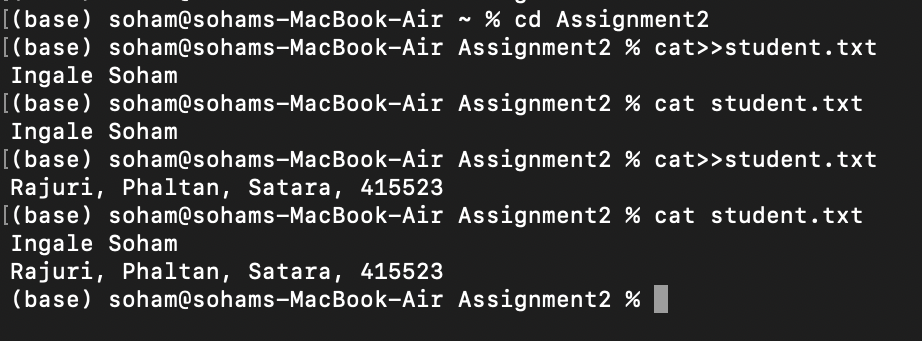 [(base) soham@sohams-MacBook-Air ~ % cd Assignment2
[(base) soham@sohams-MacBook-Air Assignment2 % cat>>student.txt
Ingale Soham
[(base) soham@sohams-MacBook-Air Assignment2 % cat student.txt
Ingale Soham
[(base) soham@sohams-MacBook-Air Assignment2 % cat>>student.txt
Rajuri, Phaltan, Satara, 415523
[(base) soham@sohams-MacBook-Air Assignment2 % cat student.txt
Ingale Soham
Rajuri, Phaltan, Satara, 415523
(base) soham@sohams-MacBook-Air Assignment2 %